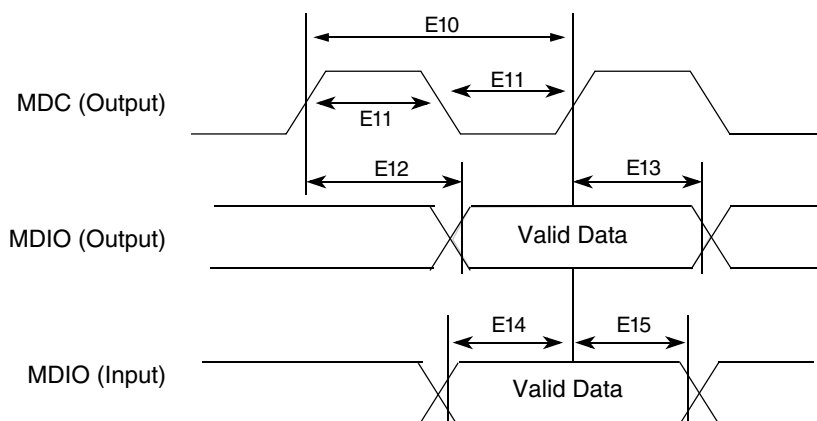 E10
MDC (Output)
E11
E11
E12
E13
MDIO (Output)
Valid Data
E14
E15
MDIO (Input)
Valid Data